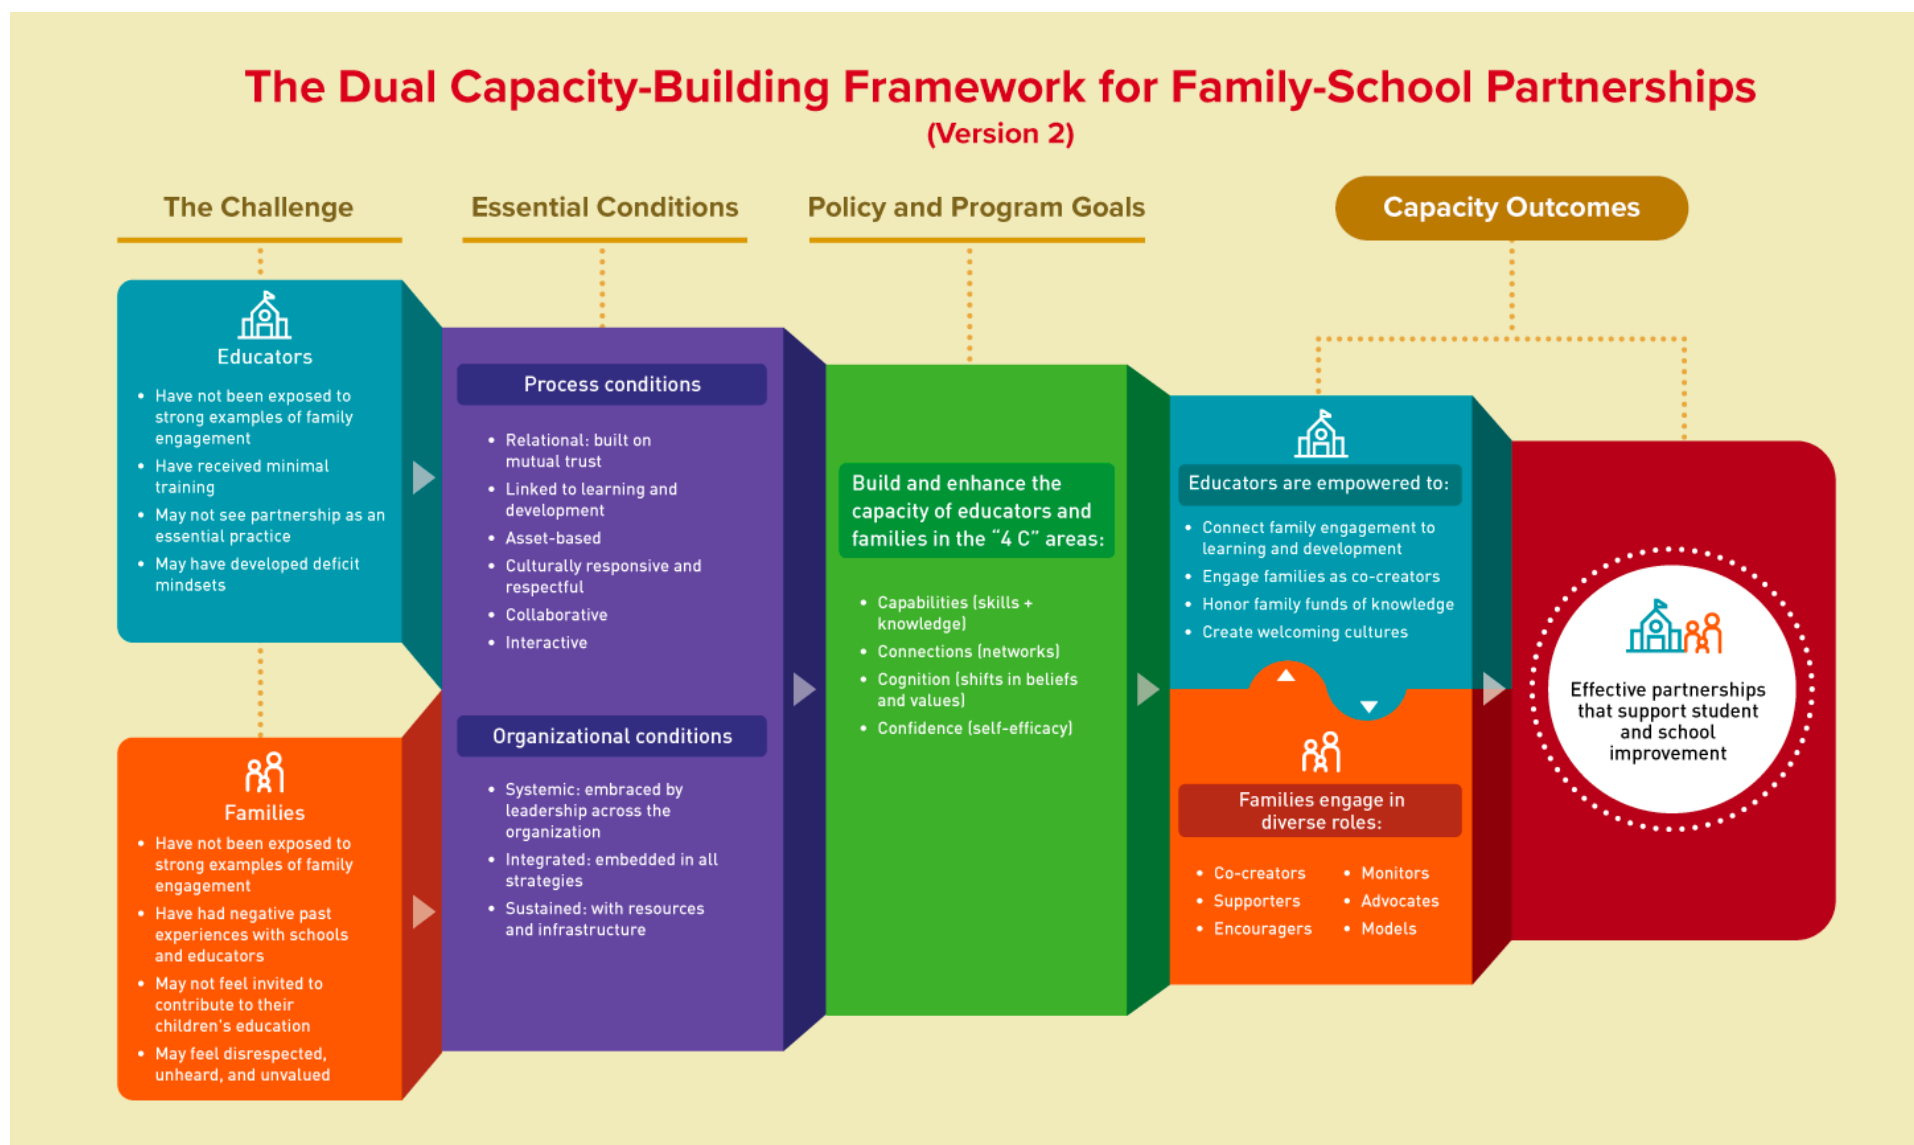 The Dual Capacity-Building Framework for Family-School Partnerships
(Version 2)
The Challenge
Essential Conditions
Policy and Program Goals
Capacity Outcomes
Educators
• Have not been exposed to
strong examples of family
engagement
• Have received minimal
training
• May not see partnership as an
essential practice
• May have developed deficit
mindsets
Families
• Have not been exposed to
strong examples of family
engagement
• Have had negative past
experiences with schools
and educators
• May not feel invited to
contribute to their
children's education
• May feel disrespected,
unheard, and unvalued
Process conditions
• Relational: built on
mutual trust
• Linked to learning and
development
• Asset-based
• Culturally responsive and
respectful
• Collaborative
• Interactive
Organizational conditions
• Systemic: embraced by
leadership across the
organization
• Integrated: embedded in all
strategies
• Sustained: with resources
and infrastructure
Build and enhance the
capacity of educators and
families in the “4 C” areas:
• Capabilities (skills +
knowledge)
• Connections (networks)
• Cognition (shifts in beliefs
and values)
• Confidence (self-efficacy)
Educators are empowered to:
• Connect family engagement to
learning and development
• Engage families as co-creators
• Honor family funds of knowledge
• Create welcoming cultures
Families engage in
diverse roles:
• Co-creators
• Supporters
• Encouragers
• Monitors
• Advocates
• Models
Effective partnerships
that support student
and school
improvement